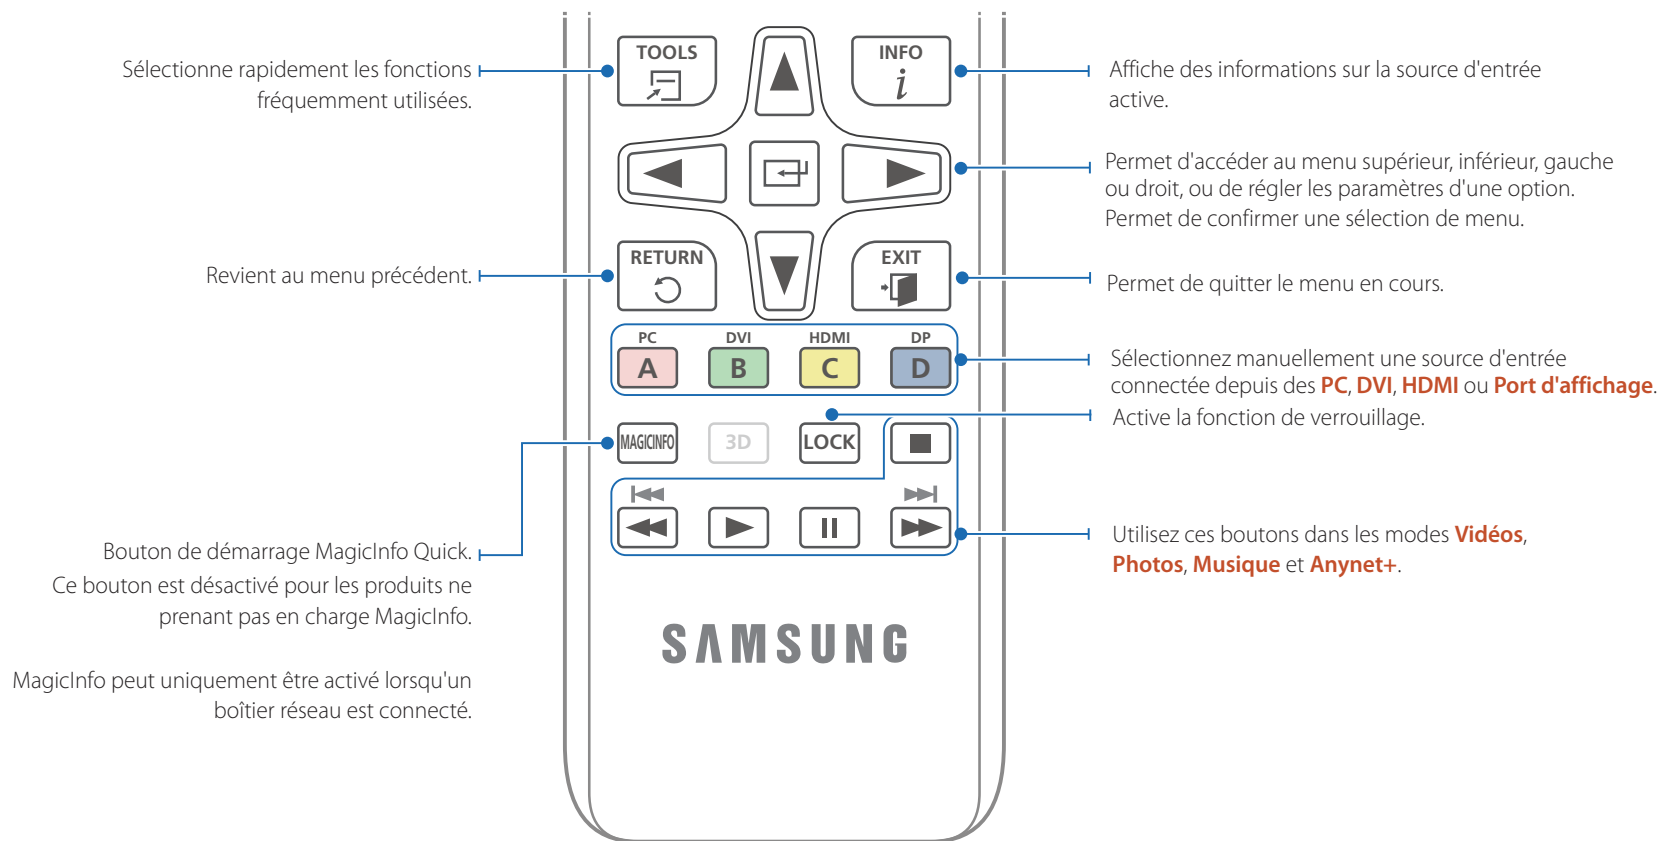 TOOLS
INFO
Sélectionne rapidement les fonctions
fréquemment utilisées.
Affiche des informations sur la source d'entrée
active.
Permet d'accéder au menu supérieur, inférieur, gauche
ou droit, ou de régler les paramètres d'une option.
Permet de confirmer une sélection de menu.
RETURN
EXIT
Revient au menu précédent.
Permet de quitter le menu en cours.
PC DVI HDMI DP
A B C D
Sélectionnez manuellement une source d'entrée
connectée depuis des PC, DVI, HDMI ou Port d'affichage.
Active la fonction de verrouillage.
MAGICINFO 3D LOCK
Bouton de démarrage MagicInfo Quick.
Ce bouton est désactivé pour les produits ne
prenant pas en charge MagicInfo.
MagicInfo peut uniquement être activé lorsqu'un
boîtier réseau est connecté.
Utilisez ces boutons dans les modes Vidéos,
Photos, Musique et Anynet+.
SAMSUNG